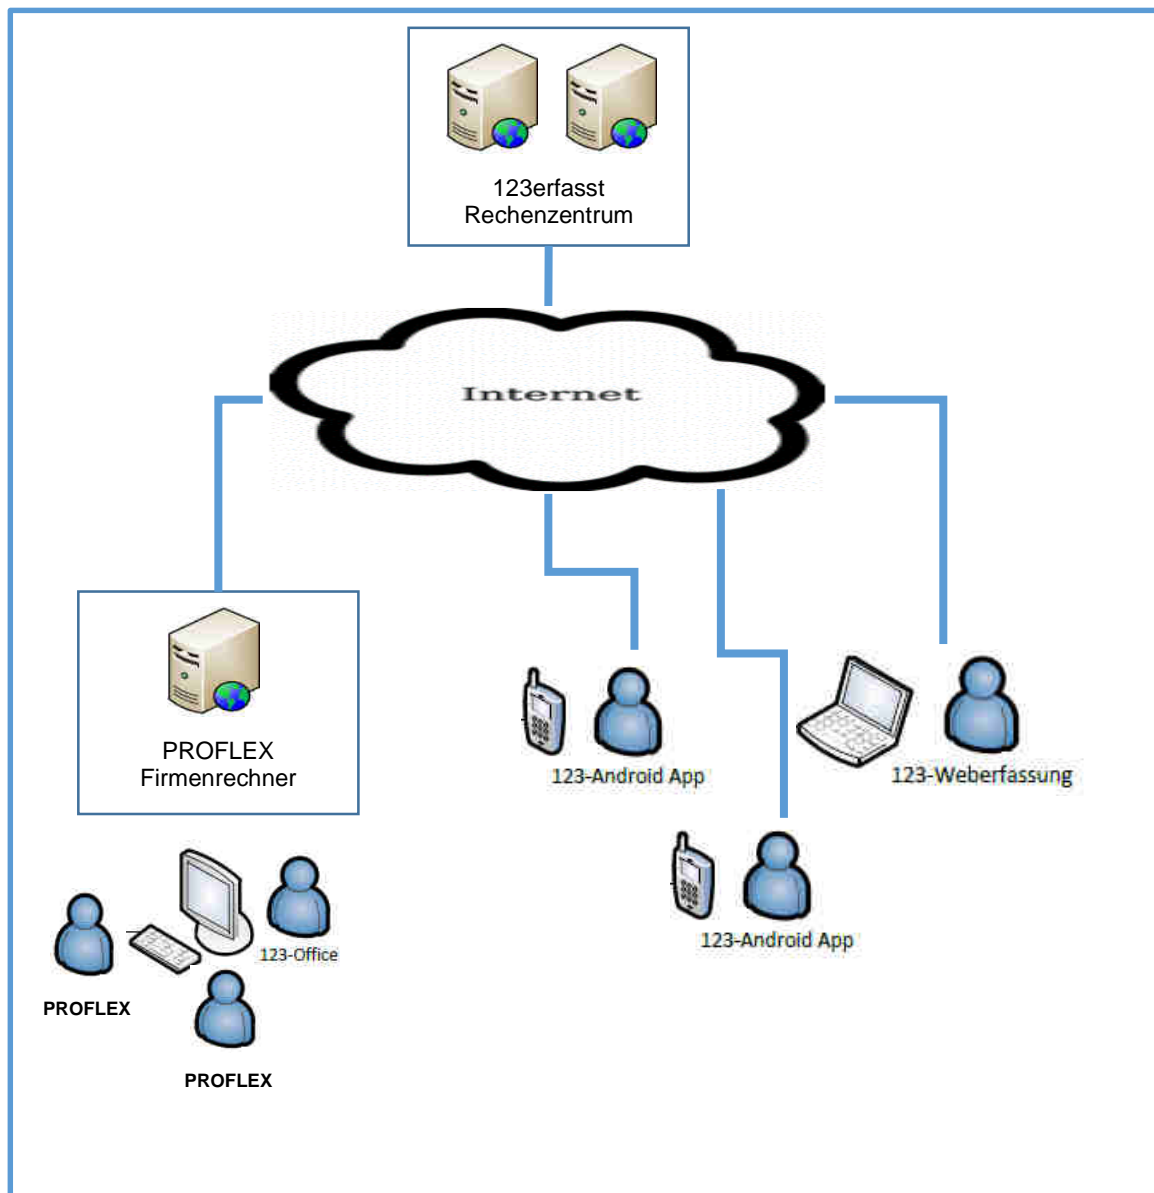 123erfasst
Rechenzentrum
Internet
PROFLEX
Firmenrechner
123-Android App
123-Weberfassung
123-Android App
123-Office
PROFLEX
PROFLEX